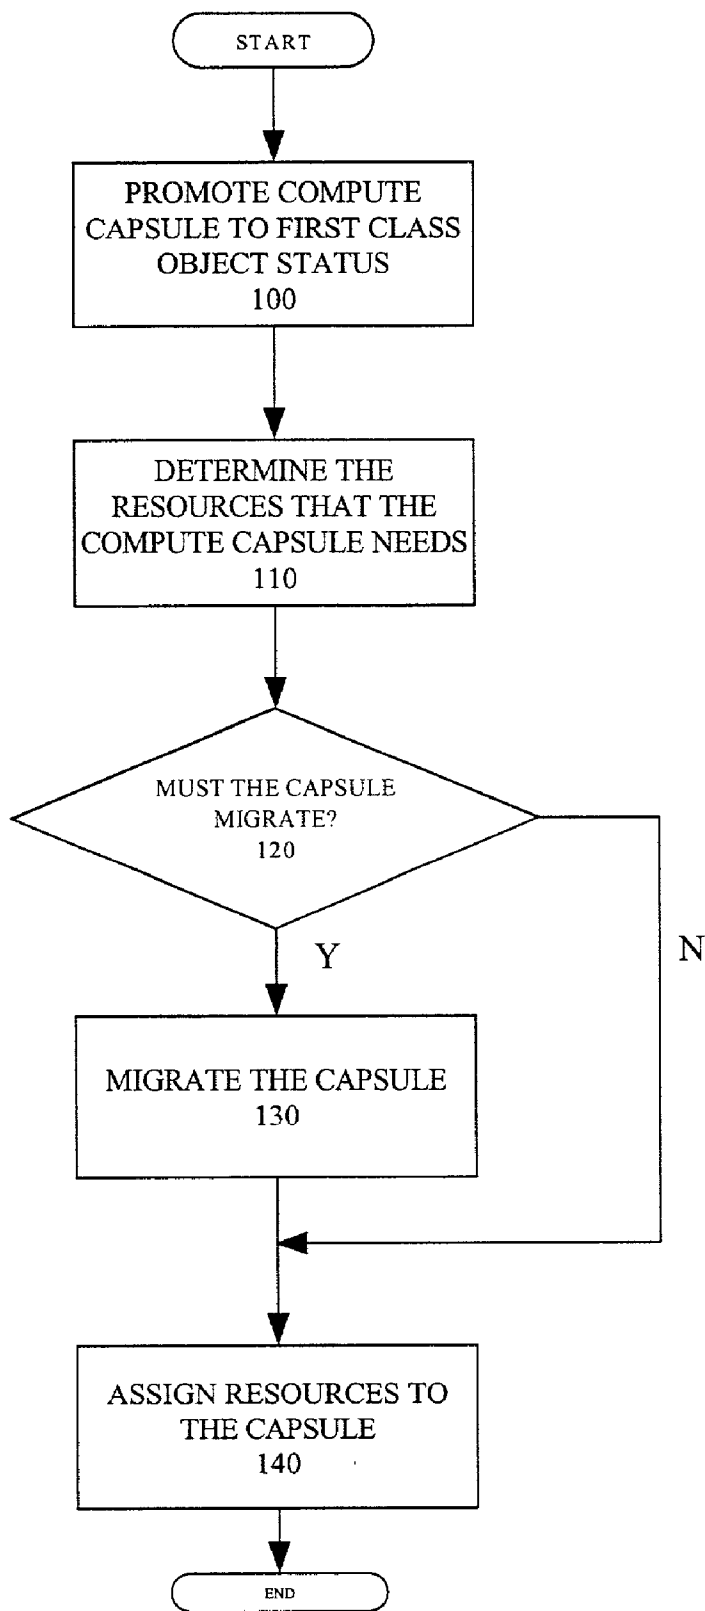 START
PROMOTE COMPUTE
CAPSULE TO FIRST CLASS
OBJECT STATUS
100
DETERMINE THE
RESOURCES THAT THE
COMPUTE CAPSULE NEEDS
110
MUST THE CAPSULE
MIGRATE?
120
Y
N
MIGRATE THE CAPSULE
130
ASSIGN RESOURCES TO
THE CAPSULE
140
END